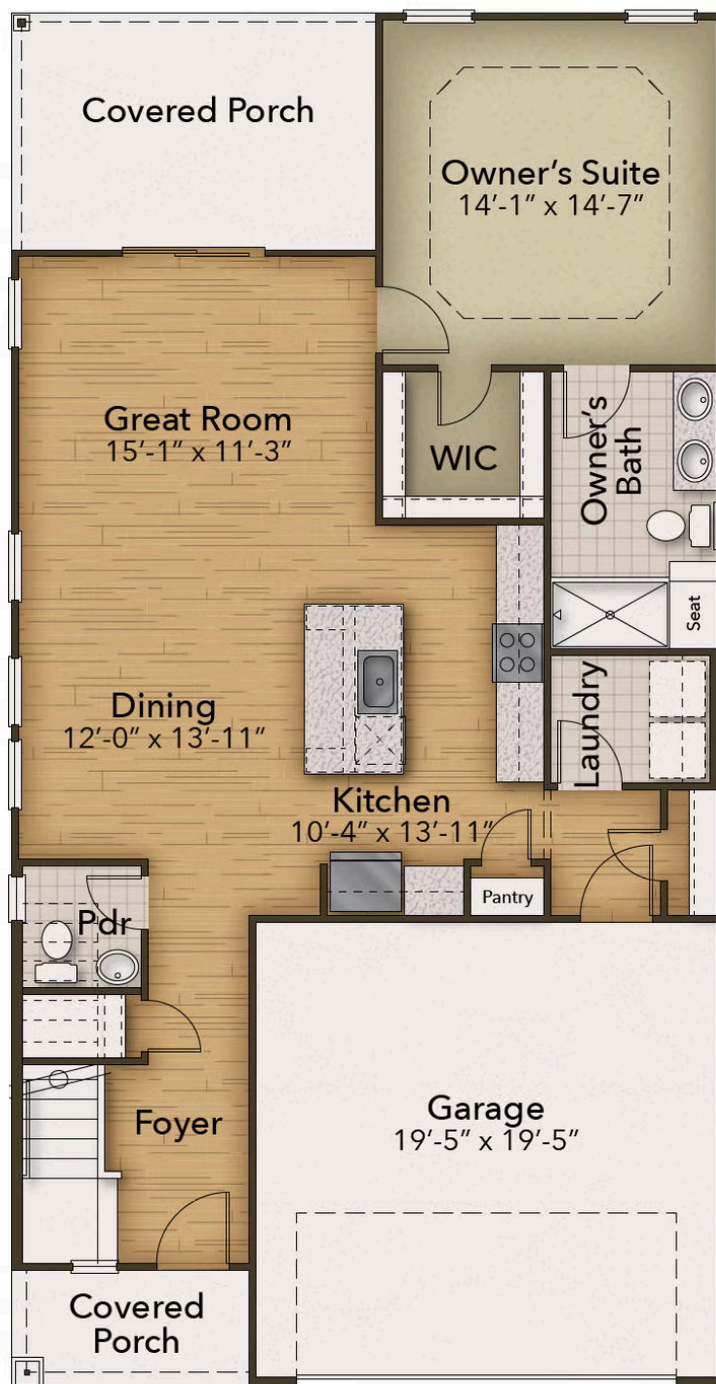 Covered Porch
Owner's Suite
14'-1" x 14'-7"
Great Room
15'-1" x 11'-3"
WIC
Owner's
Bath
Seat
Dining
12'-0" x 13'-11"
Laundry
Kitchen
10'-4" x 13'-11"
Pantry
Pdr
Foyer
Garage
19'-5" x 19'-5"
Covered
Porch